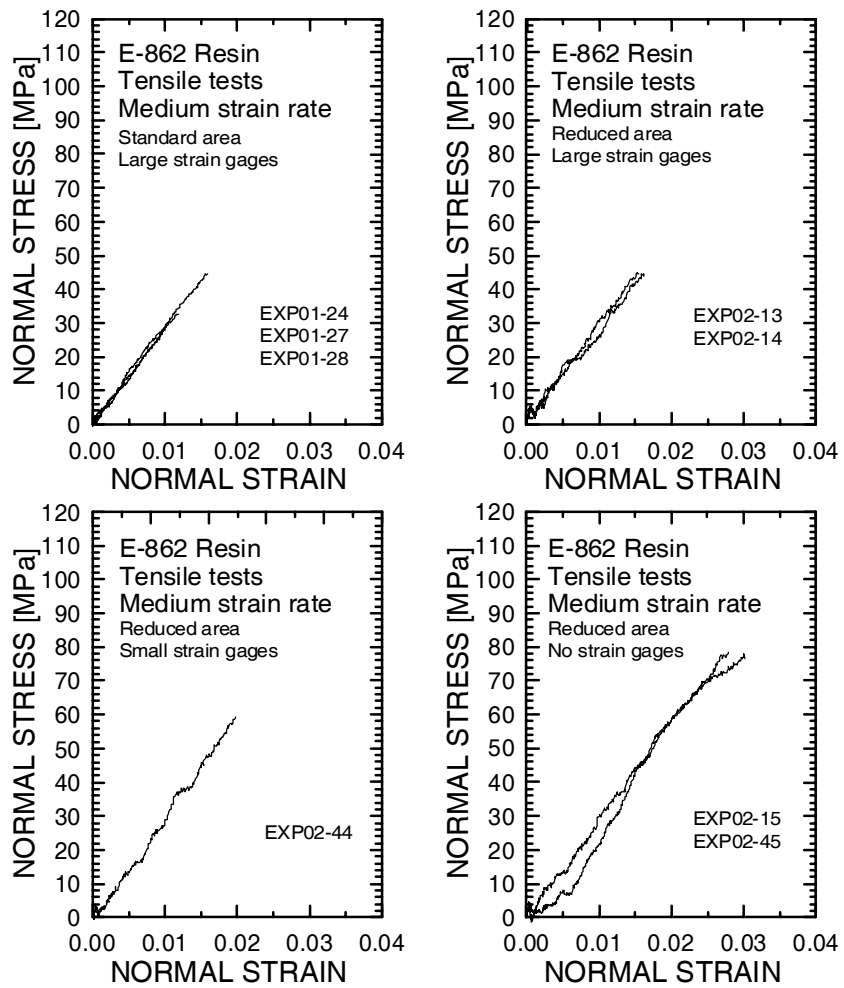 120
110
100
90
80
70
60
50
40
30
20
10
0
NORMAL STRESS [MPa]
E-862 Resin
Tensile tests
Medium strain rate
Standard area
Large strain gages
EXP01-24
EXP01-27
EXP01-28
0.00 0.01 0.02 0.03 0.04
NORMAL STRAIN
120
110
100
90
80
70
60
50
40
30
20
10
0
NORMAL STRESS [MPa]
E-862 Resin
Tensile tests
Medium strain rate
Reduced area
Large strain gages
EXP02-13
EXP02-14
0.00 0.01 0.02 0.03 0.04
NORMAL STRAIN
120
110
100
90
80
70
60
50
40
30
20
10
0
NORMAL STRESS [MPa]
E-862 Resin
Tensile tests
Medium strain rate
Reduced area
Small strain gages
EXP02-44
0.00 0.01 0.02 0.03 0.04
NORMAL STRAIN
120
110
100
90
80
70
60
50
40
30
20
10
0
NORMAL STRESS [MPa]
E-862 Resin
Tensile tests
Medium strain rate
Reduced area
No strain gages
EXP02-15
EXP02-45
0.00 0.01 0.02 0.03 0.04
NORMAL STRAIN